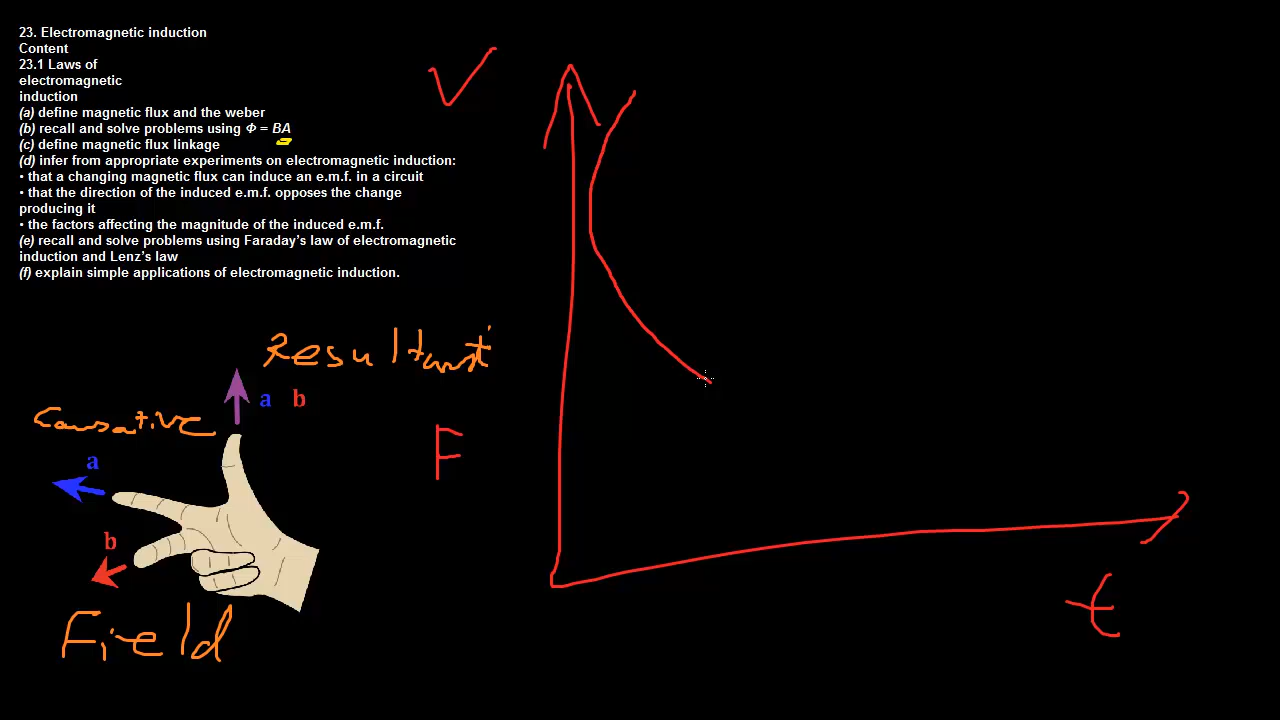 23. Electromagnetic induction
Content
23.1 Laws of
electromagnetic
induction
(a) define magnetic flux and the weber
(b) recall and solve problems using Φ = BA
(c) define magnetic flux linkage
(d) infer from appropriate experiments on electromagnetic induction:
• that a changing magnetic flux can induce an e.m.f. in a circuit
• that the direction of the induced e.m.f. opposes the change
producing it
• the factors affecting the magnitude of the induced e.m.f.
(e) recall and solve problems using Faraday's law of electromagnetic
induction and Lenz's law
(f) explain simple applications of electromagnetic induction.
Resultant
a b
Causative
a
b
Field
V
F
t